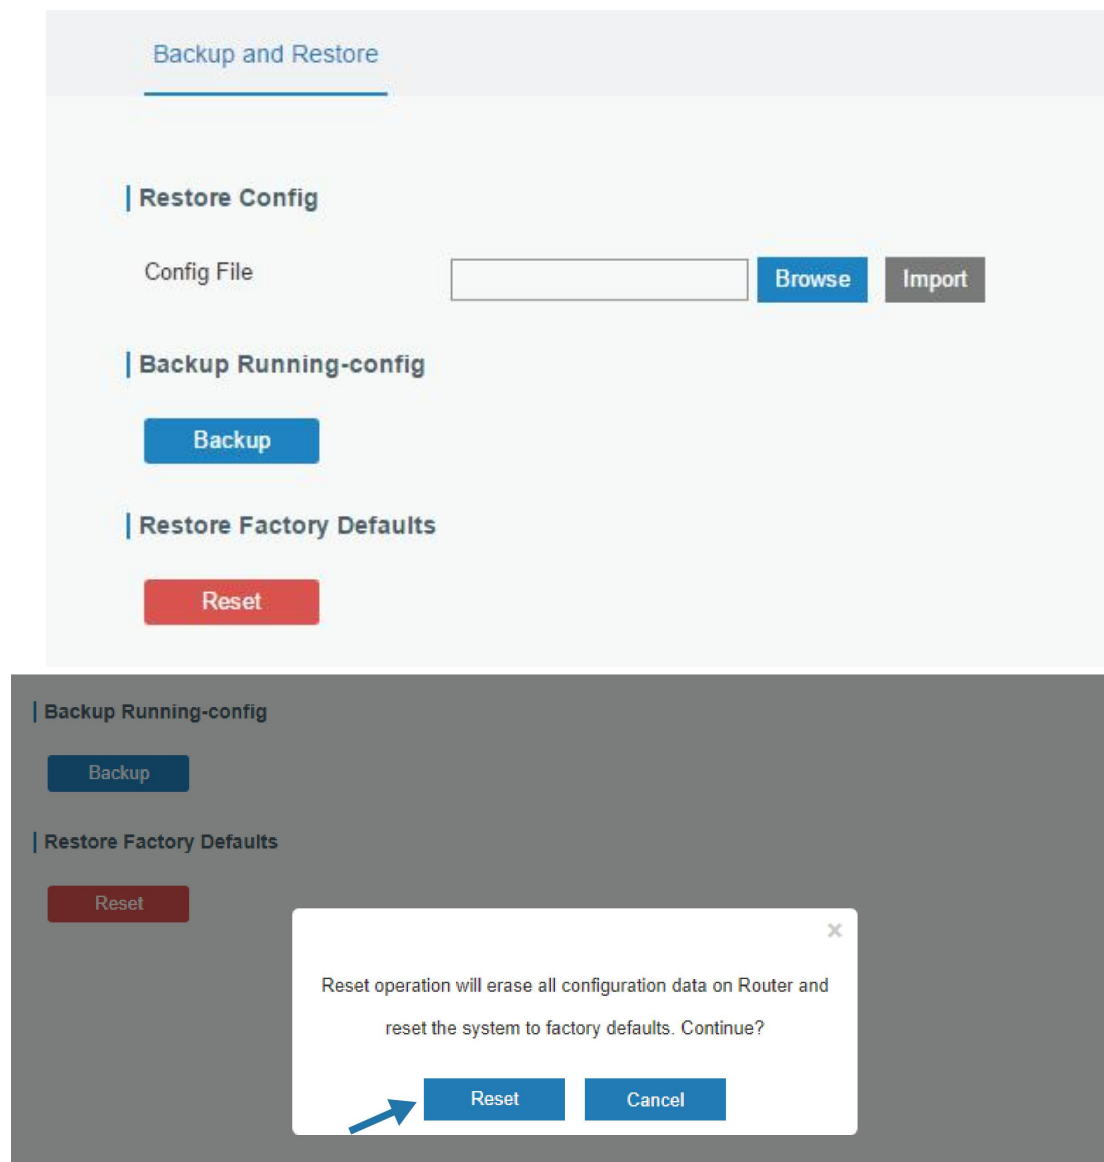 Backup and Restore
Restore Config
Config File
Browse
Import
Backup Running-config
Backup
Restore Factory Defaults
Reset
Backup Running-config
Backup
Restore Factory Defaults
Reset
×
Reset operation will erase all configuration data on Router and
reset the system to factory defaults. Continue?
Reset
Cancel